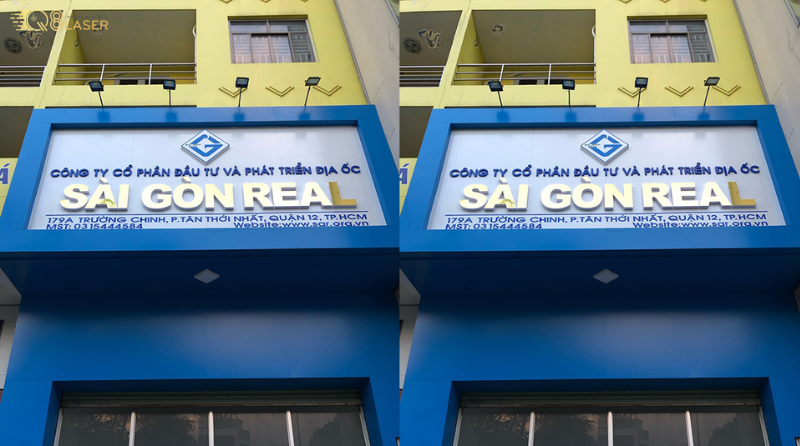 Q8LASER
CÔNG TY CỔ PHẦN ĐẦU TƯ VÀ PHÁT TRIỂN ĐỊA ỐC
SÀI GÒN REAL
179A TRƯỜNG CHINH, P.TÂN THỚI NHẤT, QUẬN 12, TP.HCM
MST: 0315444584 Website:www.sgr.org.vn
CÔNG TY CỔ PHẦN ĐẦU TƯ VÀ PHÁT TRIỂN ĐỊA ỐC
SÀI GÒN REAL
179A TRƯỜNG CHINH, P.TÂN THỚI NHẤT, QUẬN 12, TP.HCM
MST: 0315444584 Website:www.sgr.org.vn